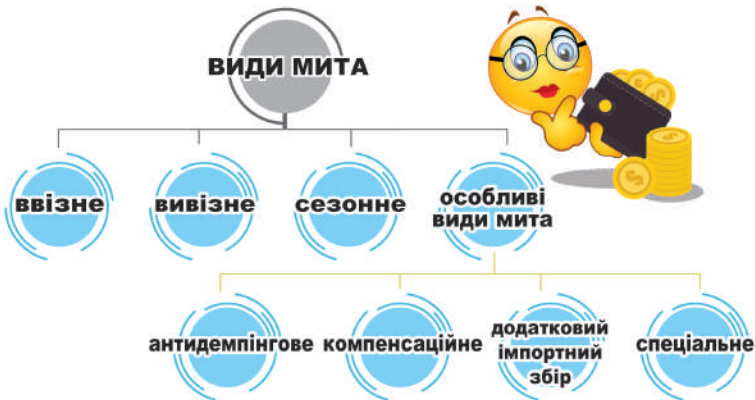 ВИДИ МИТА
ввізне
вивізне
сезонне
особливі
види мита
антидемпінгове
компенсаційне
додатковий
імпортний
збір
спеціальне